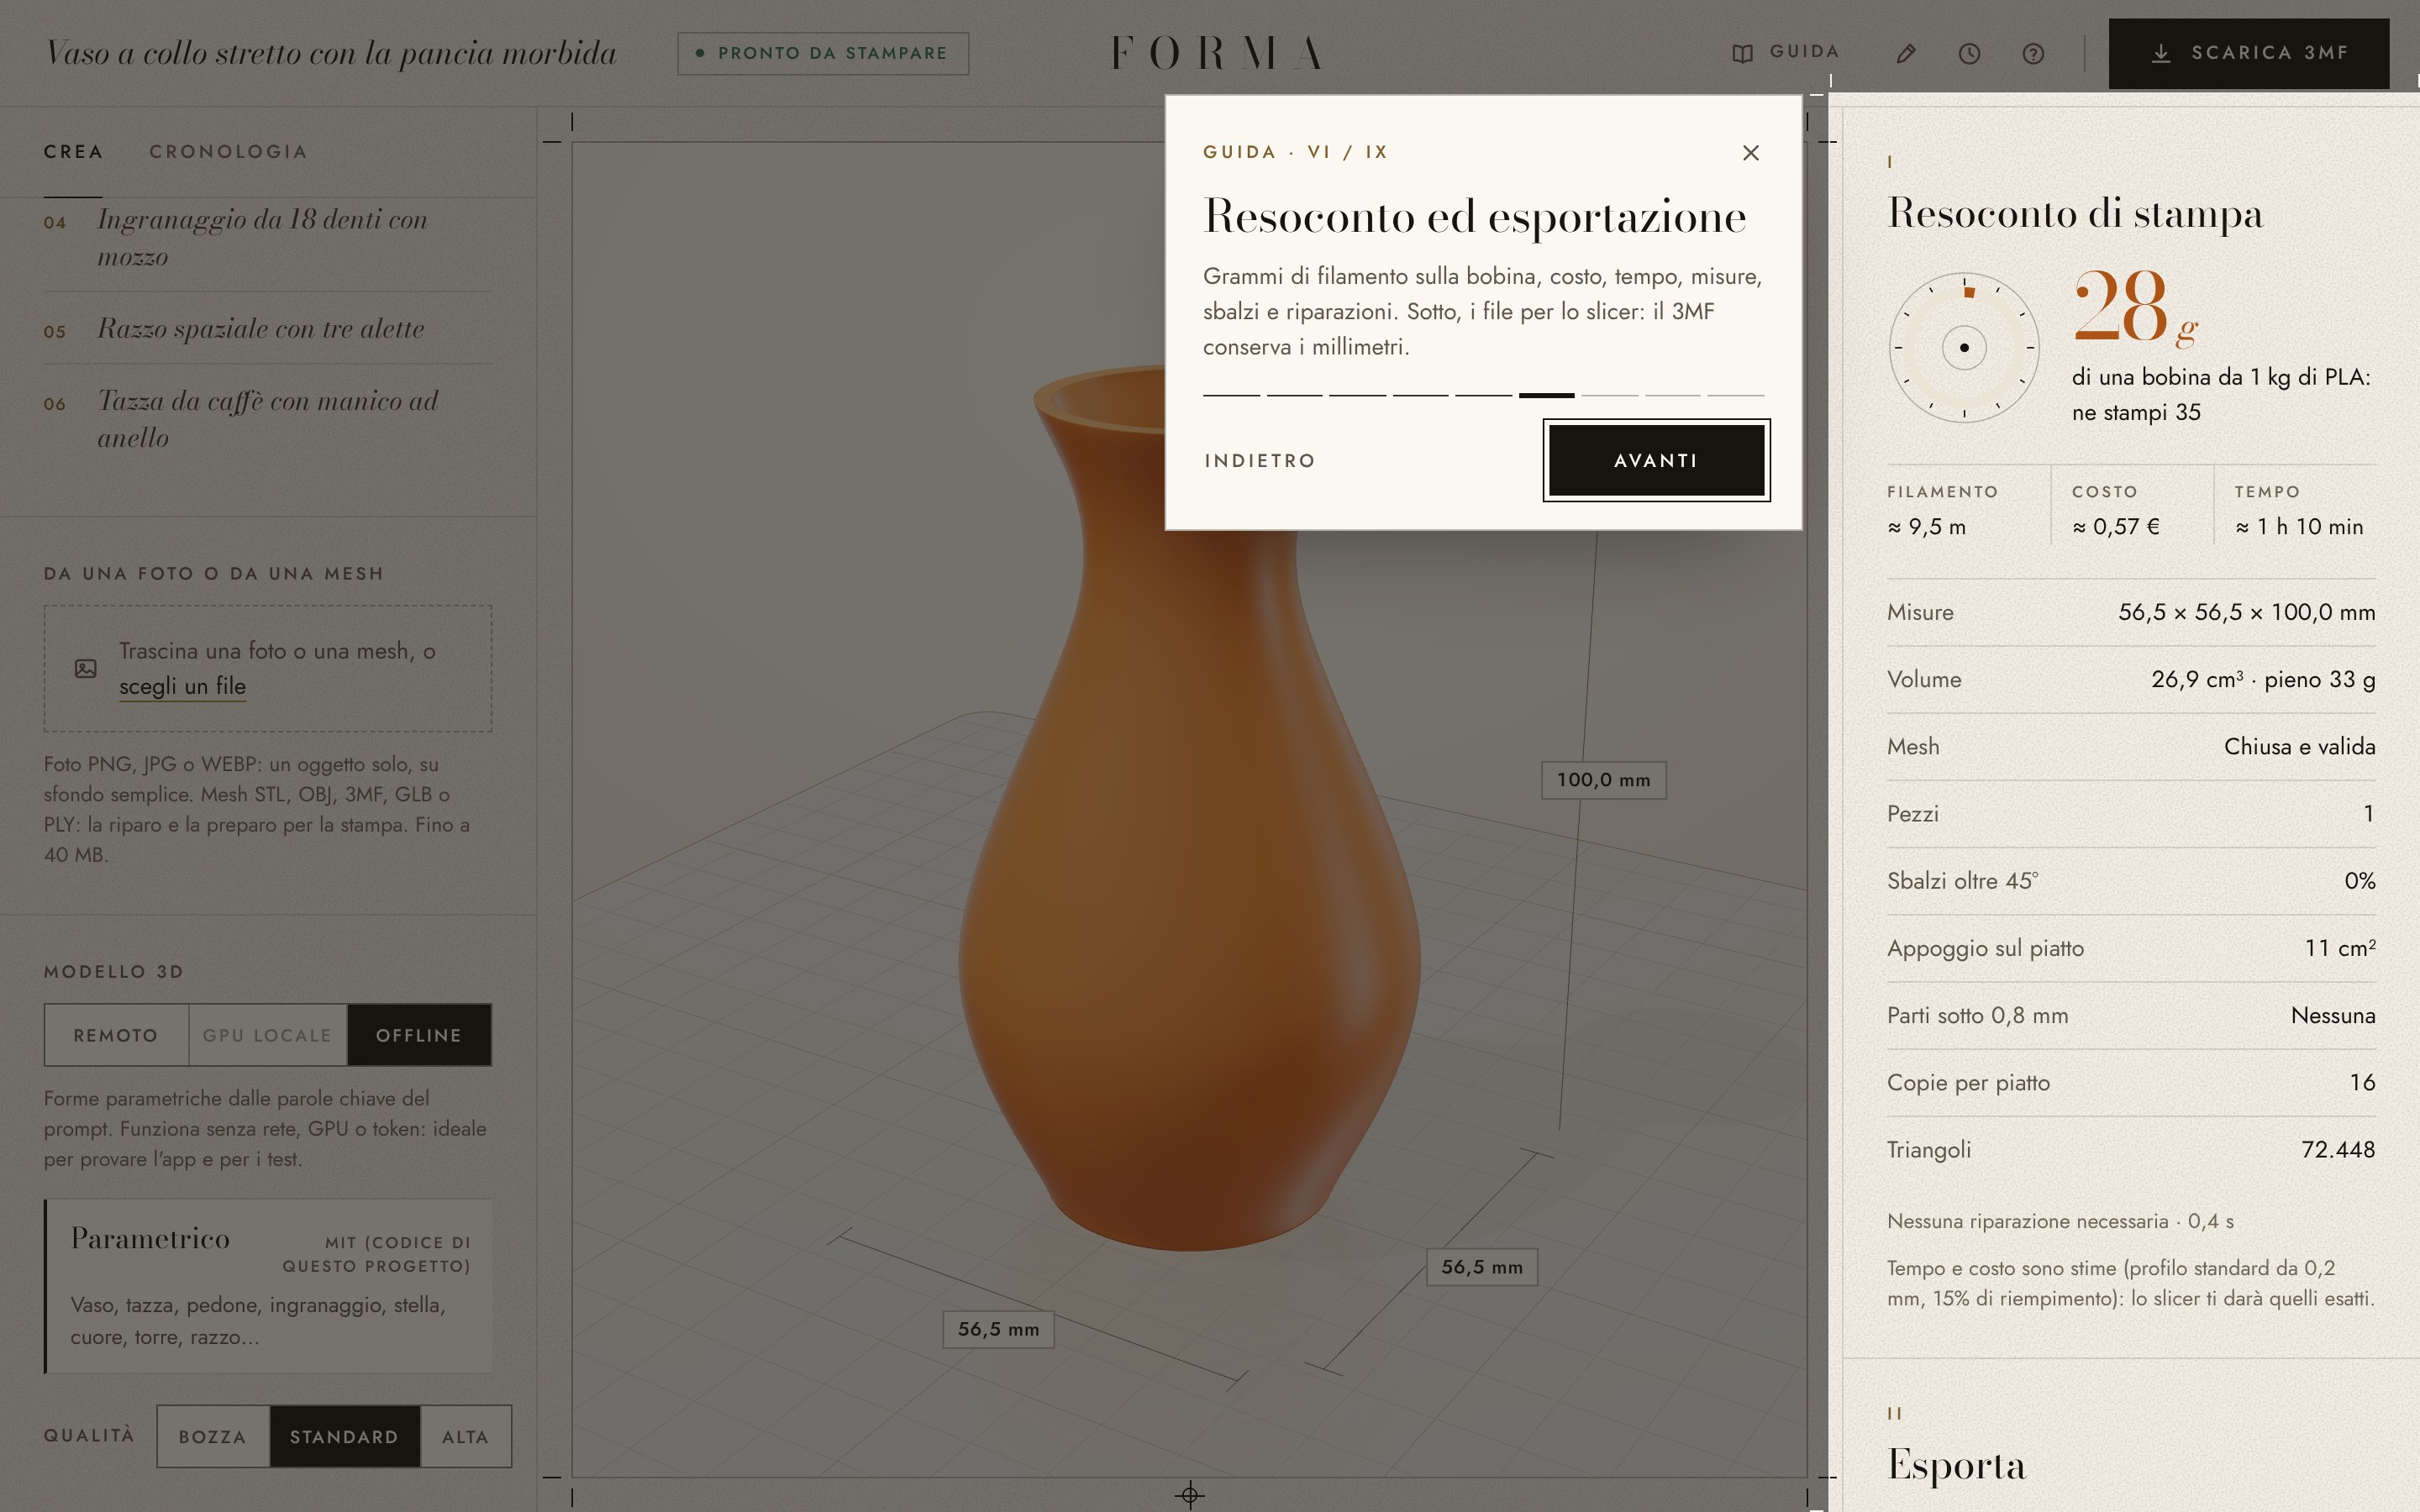 Vaso a collo stretto con la pancia morbida
PRONTO DA STAMPARE
FORMA
GUIDA
SCARICA 3MF
CREA
CRONOLOGIA
04 Ingranaggio da 18 denti con
mozzo
05 Razzo spaziale con tre alette
06 Tazza da caffè con manico ad
anello
DA UNA FOTO O DA UNA MESH
Trascina una foto o una mesh, o
scegli un file
Foto PNG, JPG o WEBP: un oggetto solo, su
sfondo semplice. Mesh STL, OBJ, 3MF, GLB o
PLY: la riparo e la preparo per la stampa. Fino a
40 MB.
MODELLO 3D
REMOTO
GPU LOCALE
OFFLINE
Forme parametriche dalle parole chiave del
prompt. Funziona senza rete, GPU o token: ideale
per provare l'app e per i test.
Parametrico
MIT (CODICE DI
QUESTO PROGETTO)
Vaso, tazza, pedone, ingranaggio, stella,
cuore, torre, razzo…
QUALITÀ
BOZZA
STANDARD
ALTA
GUIDA · VI / IX
Resoconto ed esportazione
Grammi di filamento sulla bobina, costo, tempo, misure,
sbalzi e riparazioni. Sotto, i file per lo slicer: il 3MF
conserva i millimetri.
INDIETRO
AVANTI
100,0 mm
56,5 mm
56,5 mm
I
Resoconto di stampa
28 g
di una bobina da 1 kg di PLA:
ne stampi 35
FILAMENTO
≈ 9,5 m
COSTO
≈ 0,57 €
TEMPO
≈ 1 h 10 min
Misure 56,5 × 56,5 × 100,0 mm
Volume 26,9 cm³ · pieno 33 g
Mesh Chiusa e valida
Pezzi 1
Sbalzi oltre 45° 0%
Appoggio sul piatto 11 cm²
Parti sotto 0,8 mm Nessuna
Copie per piatto 16
Triangoli 72.448
Nessuna riparazione necessaria · 0,4 s
Tempo e costo sono stime (profilo standard da 0,2
mm, 15% di riempimento): lo slicer ti darà quelli esatti.
II
Esporta